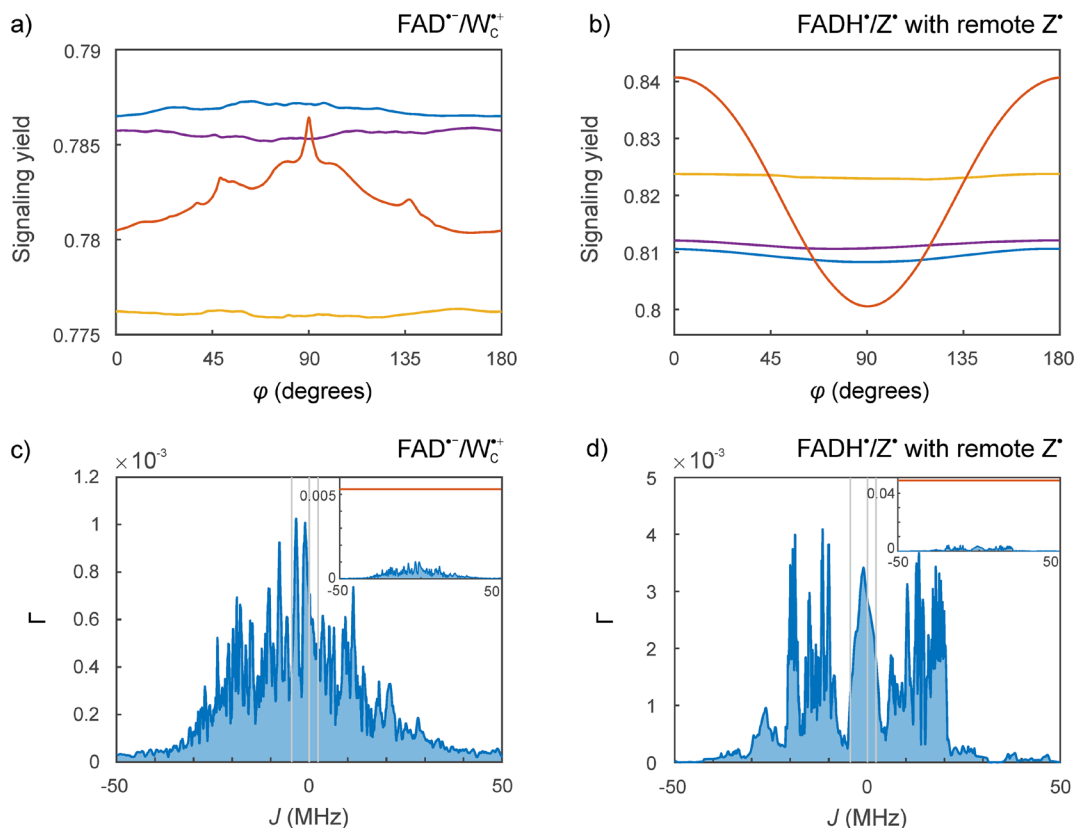 a) FAD•−/W_C•+
0.79
0.785
0.78
0.775
Signaling yield
0 45 90 135 180
φ (degrees)
b) FADH•/Z• with remote Z•
0.84
0.83
0.82
0.81
0.8
Signaling yield
0 45 90 135 180
φ (degrees)
c) FAD•−/W_C•+
×10⁻³
1.2
1
0.8
0.6
0.4
0.2
0
Γ
-50 0 50
J (MHz)
0.005
0
-50 50
d) FADH•/Z• with remote Z•
×10⁻³
5
4
3
2
1
0
Γ
-50 0 50
J (MHz)
0.04
0
-50 50